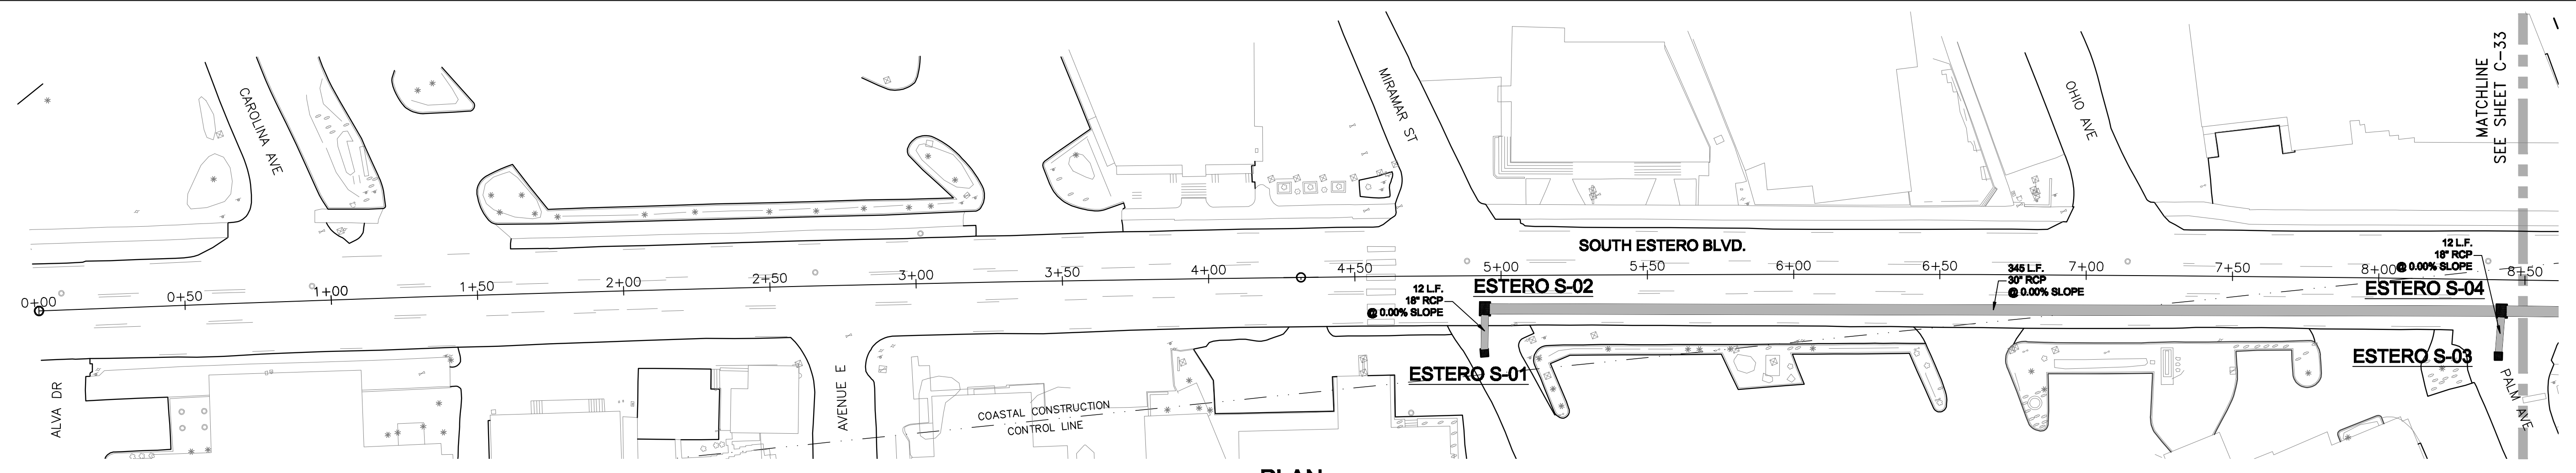 CAROLINA AVE
MIRAMAR ST
OHIO AVE
MATCHLINE
SEE SHEET C-33
SOUTH ESTERO BLVD.
0+00
0+50
1+00
1+50
2+00
2+50
3+00
3+50
4+00
4+50
5+00
5+50
6+00
6+50
7+00
7+50
8+00
8+50
12 L.F.
18" RCP
@ 0.00% SLOPE
ESTERO S-02
345 L.F.
30" RCP
@ 0.00% SLOPE
12 L.F.
18" RCP
@ 0.00% SLOPE
ESTERO S-04
ESTERO S-01
ESTERO S-03
ALVA DR
AVENUE E
COASTAL CONSTRUCTION
CONTROL LINE
PALM AVE
PLAN